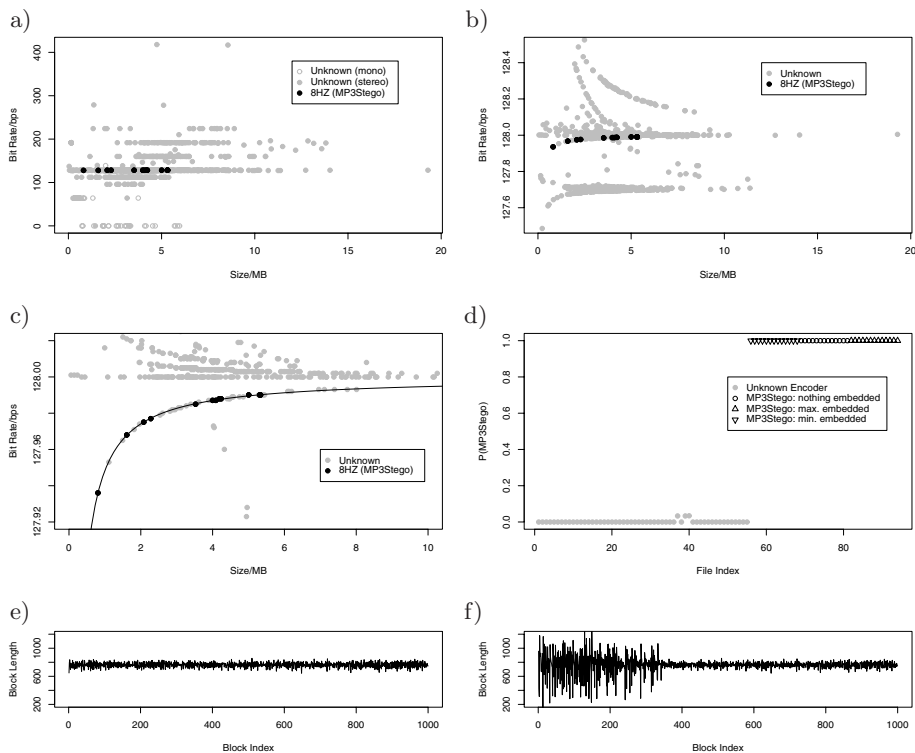 a)
400
300
200
100
0
Bit Rate/bps
Unknown (mono)
Unknown (stereo)
8HZ (MP3Stego)
0
5
10
15
20
Size/MB
b)
128.4
128.2
128.0
127.8
127.6
Bit Rate/bps
Unknown
8HZ (MP3Stego)
0
5
10
15
20
Size/MB
c)
128.00
127.96
127.92
Bit Rate/bps
Unknown
8HZ (MP3Stego)
0
2
4
6
8
10
Size/MB
d)
1.0
0.8
0.6
0.4
0.2
0.0
P(MP3Stego)
Unknown Encoder
MP3Stego: nothing embedded
MP3Stego: max. embedded
MP3Stego: min. embedded
0
20
40
60
80
File Index
e)
1000
600
200
Block Length
0
200
400
600
800
1000
Block Index
f)
1000
600
200
Block Length
0
200
400
600
800
1000
Block Index